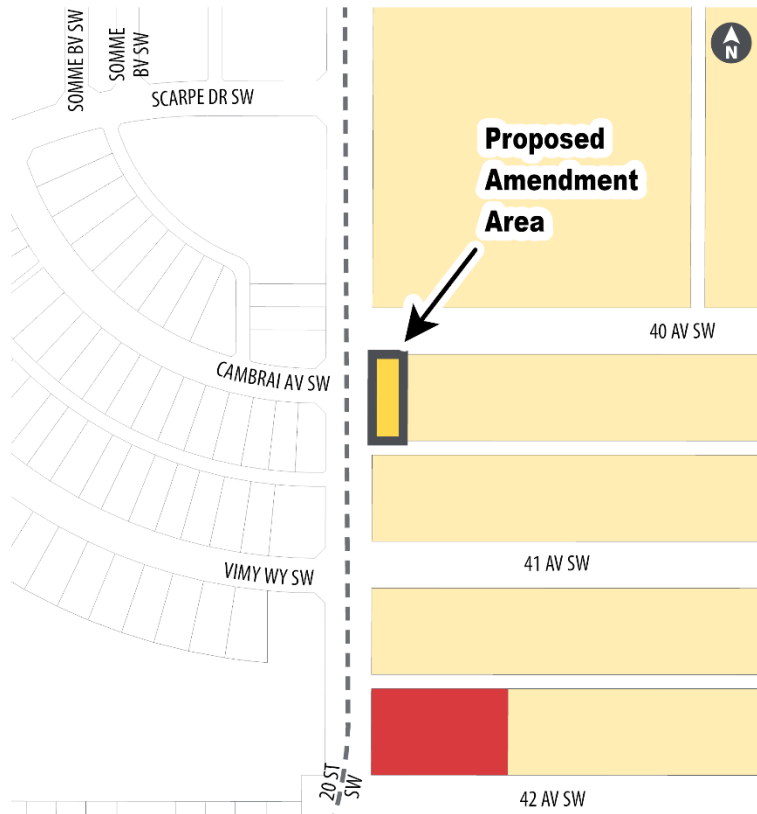 SOMME BV SW
SOMME
BV SW
N
SCARPE DR SW
Proposed
Amendment
Area
40 AV SW
CAMBRAI AV SW
41 AV SW
VIMY WY SW
20 ST
SW
42 AV SW